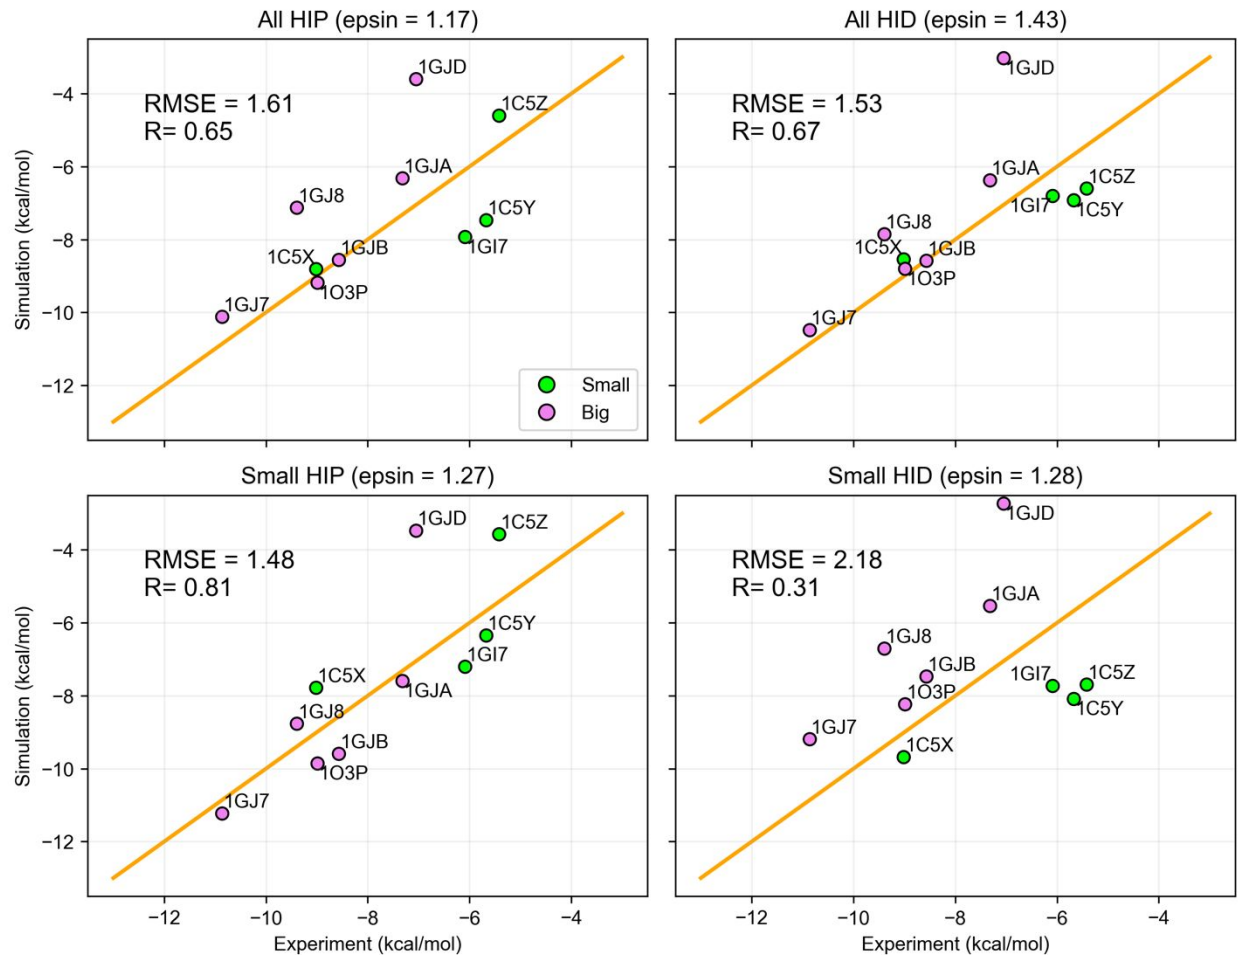 All HIP (epsin = 1.17)
RMSE = 1.61
R= 0.65
1GJD
1C5Z
1GJA
1GJ8
1C5Y
1GI7
1GJB
1C5X
1O3P
1GJ7
Small
Big
−4
−6
−8
−10
−12
Simulation (kcal/mol)
All HID (epsin = 1.43)
RMSE = 1.53
R= 0.67
1GJD
1GJA
1C5Z
1GI7
1C5Y
1GJ8
1C5X
1GJB
1O3P
1GJ7
Small HIP (epsin = 1.27)
RMSE = 1.48
R= 0.81
1GJD
1C5Z
1C5Y
1GI7
1C5X
1GJA
1GJ8
1GJB
1O3P
1GJ7
−4
−6
−8
−10
−12
Simulation (kcal/mol)
−12
−10
−8
−6
−4
Experiment (kcal/mol)
Small HID (epsin = 1.28)
RMSE = 2.18
R= 0.31
1GJD
1GJA
1GJ8
1GJB
1GI7
1C5Z
1O3P
1C5Y
1GJ7
1C5X
−12
−10
−8
−6
−4
Experiment (kcal/mol)